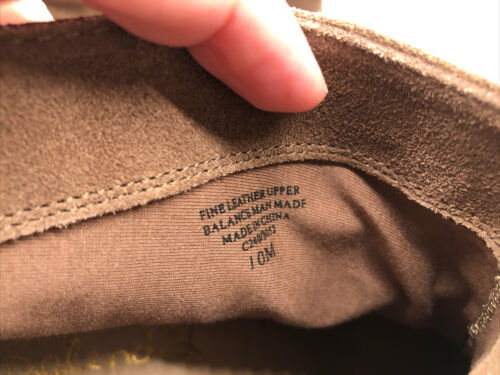 FINE LEATHER UPPER
BALANCE MAN MADE
MADE IN CHINA
10M